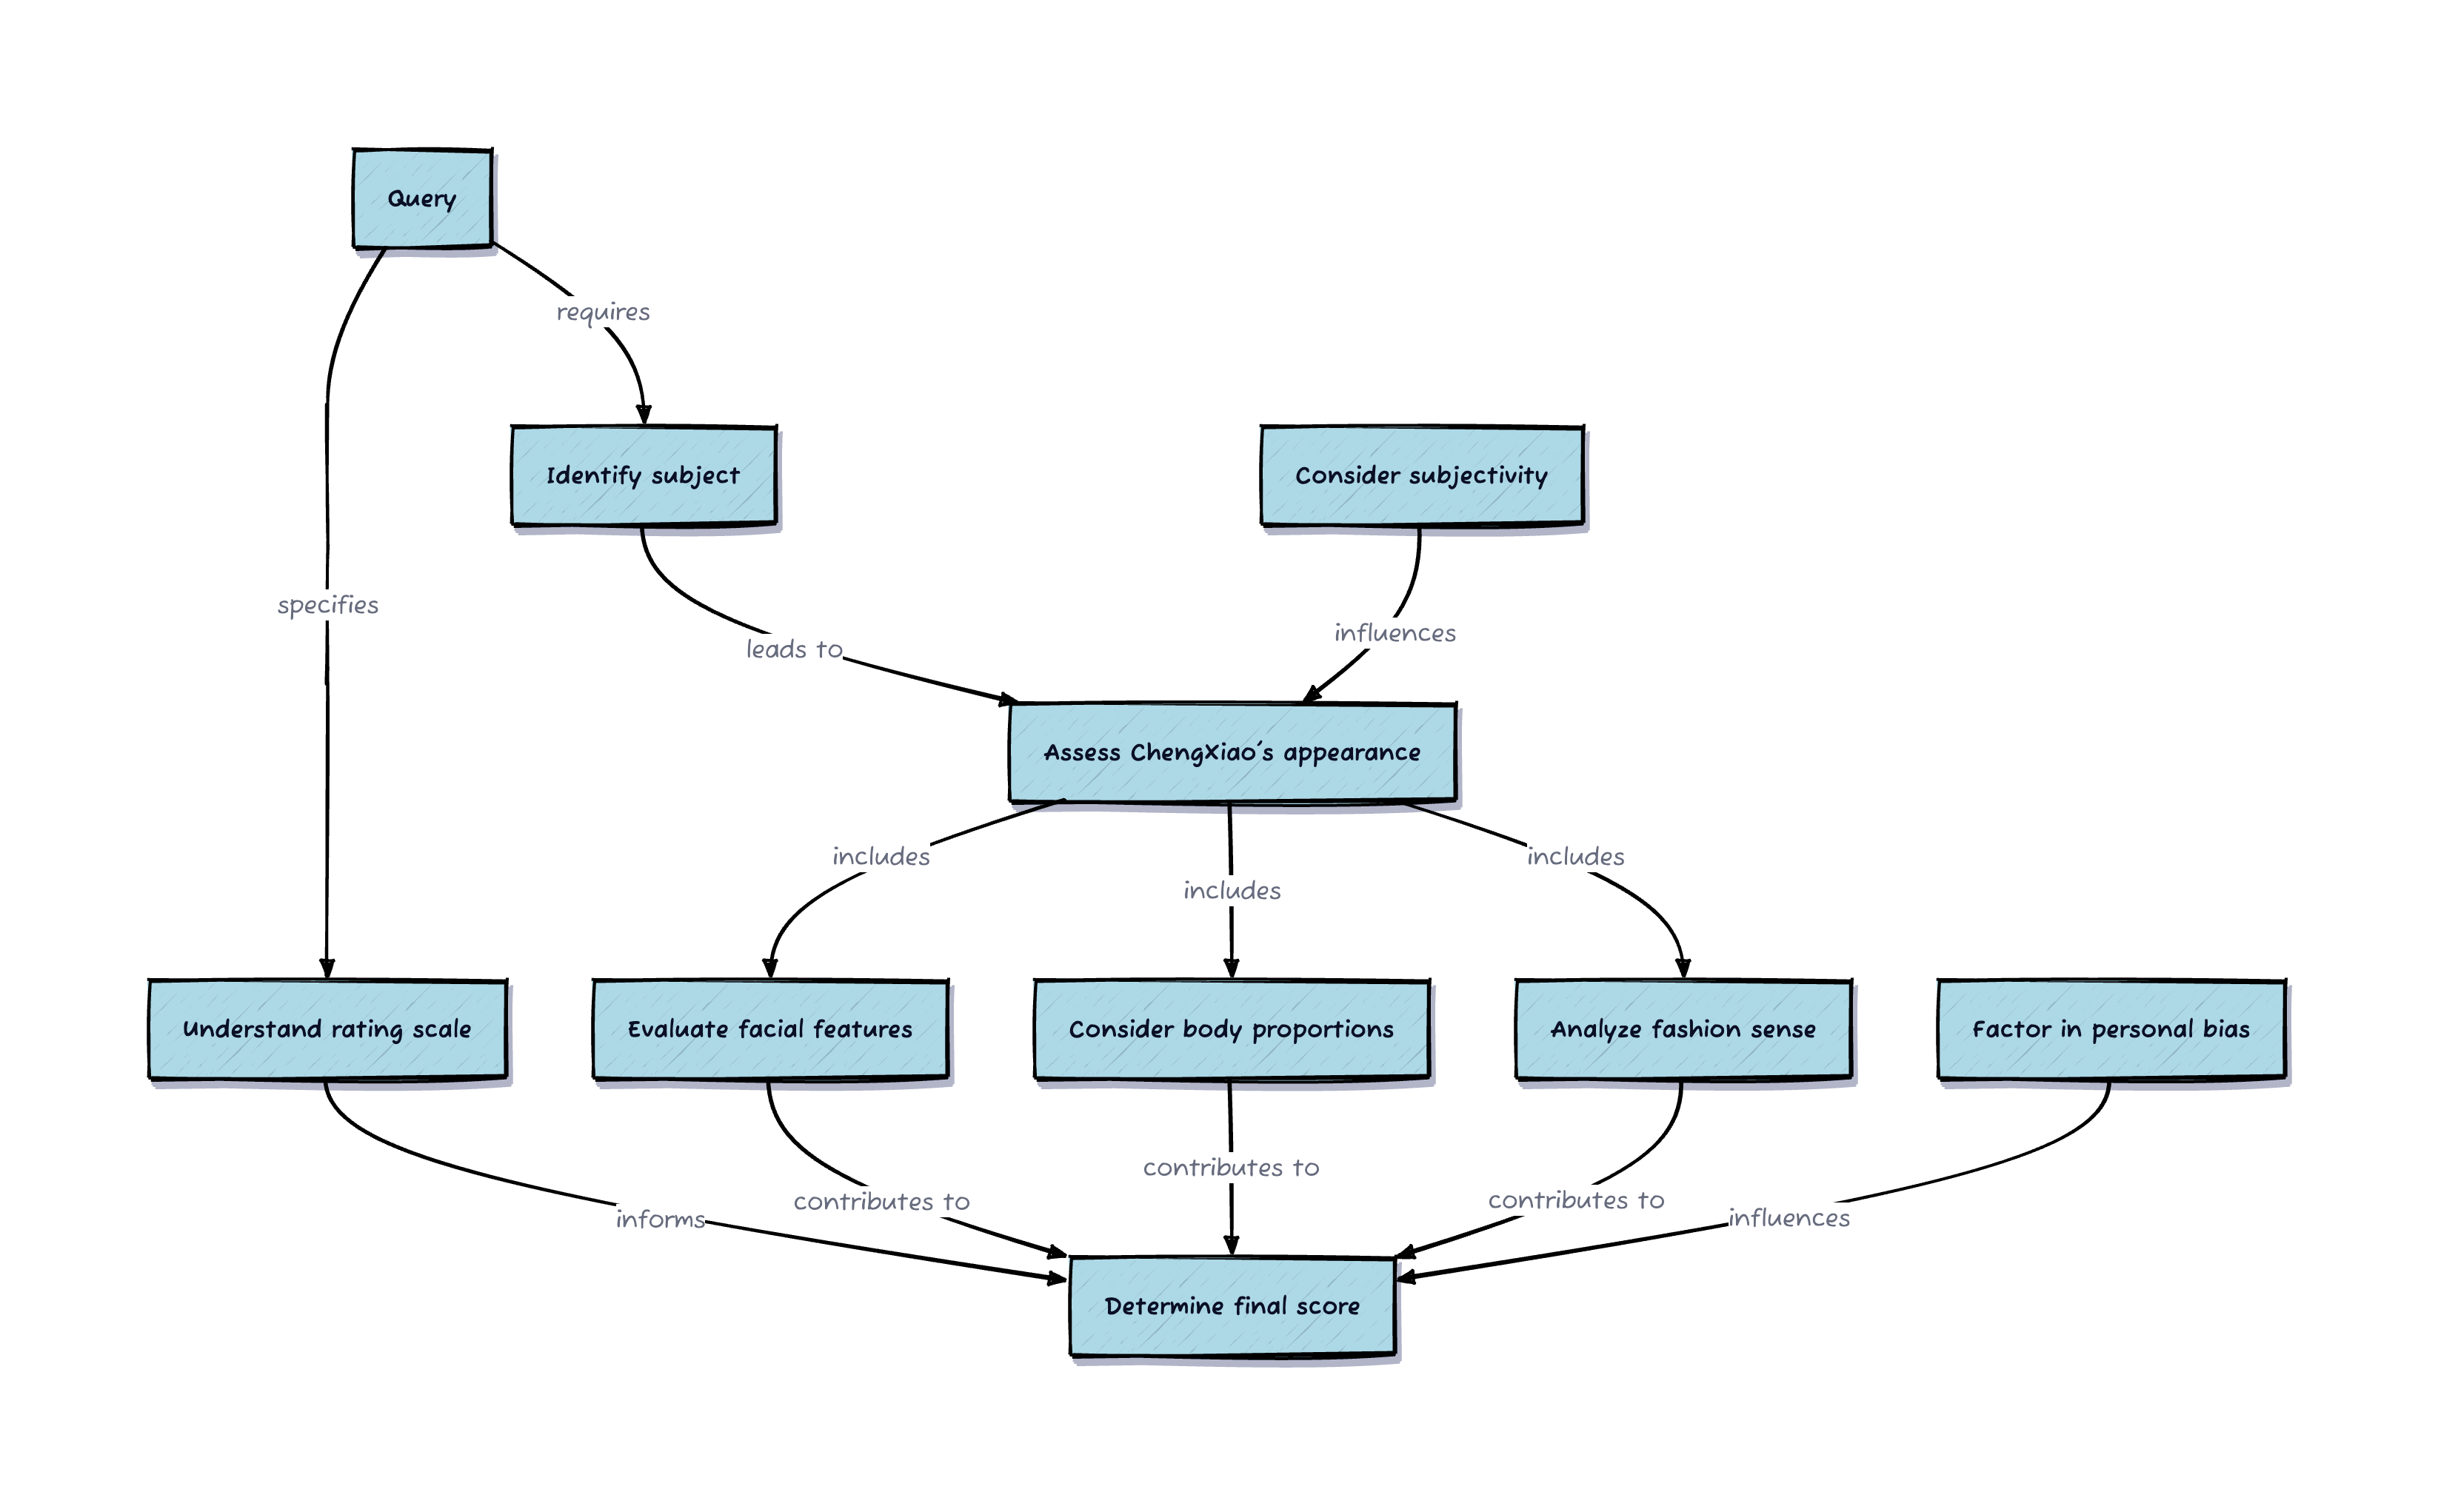 Query
requires
Identify subject
Consider subjectivity
specifies
influences
leads to
Assess ChengXiao's appearance
includes
includes
includes
Understand rating scale
Evaluate facial features
Consider body proportions
Analyze fashion sense
Factor in personal bias
contributes to
contributes to
contributes to
informs
influences
Determine final score